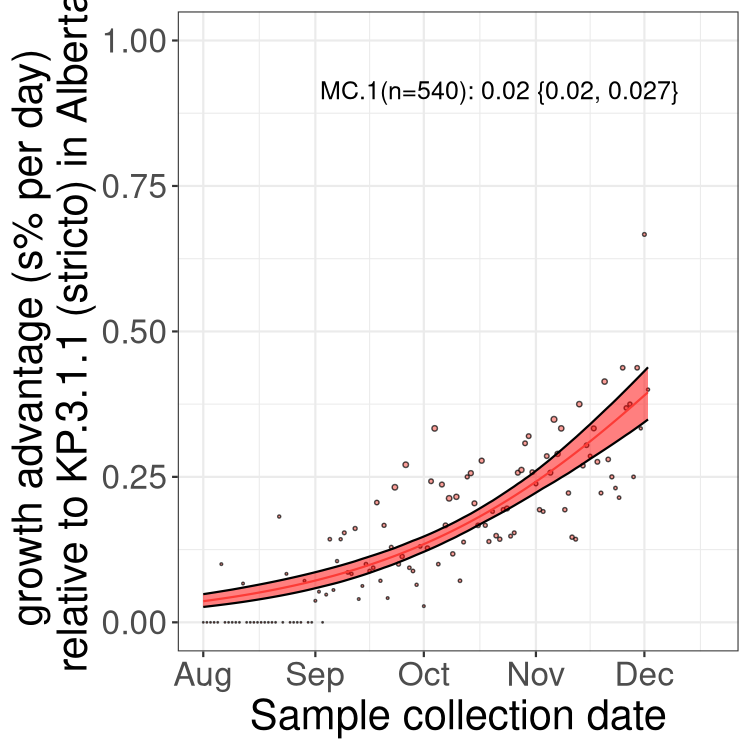 growth advantage (s% per day)
relative to KP.3.1.1 (stricto) in Alberta
1.00
0.75
0.50
0.25
0.00
MC.1(n=540): 0.02 {0.02, 0.027}
Aug Sep Oct Nov Dec
Sample collection date